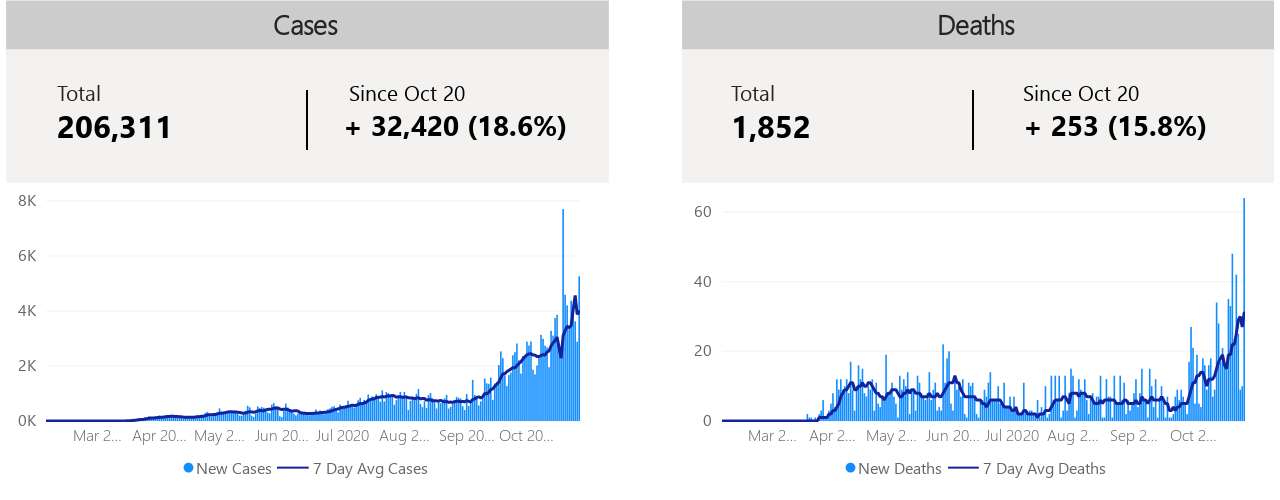 Cases
Total
206,311
Since Oct 20
+ 32,420 (18.6%)
8K
6K
4K
2K
0K
Mar 2... Apr 20... May 2... Jun 20... Jul 2020 Aug 2... Sep 20... Oct 20...
New Cases 7 Day Avg Cases
Deaths
Total
1,852
Since Oct 20
+ 253 (15.8%)
60
40
20
0
Mar 2... Apr 2... May 2... Jun 20... Jul 2020 Aug 2... Sep 2... Oct 2...
New Deaths 7 Day Avg Deaths